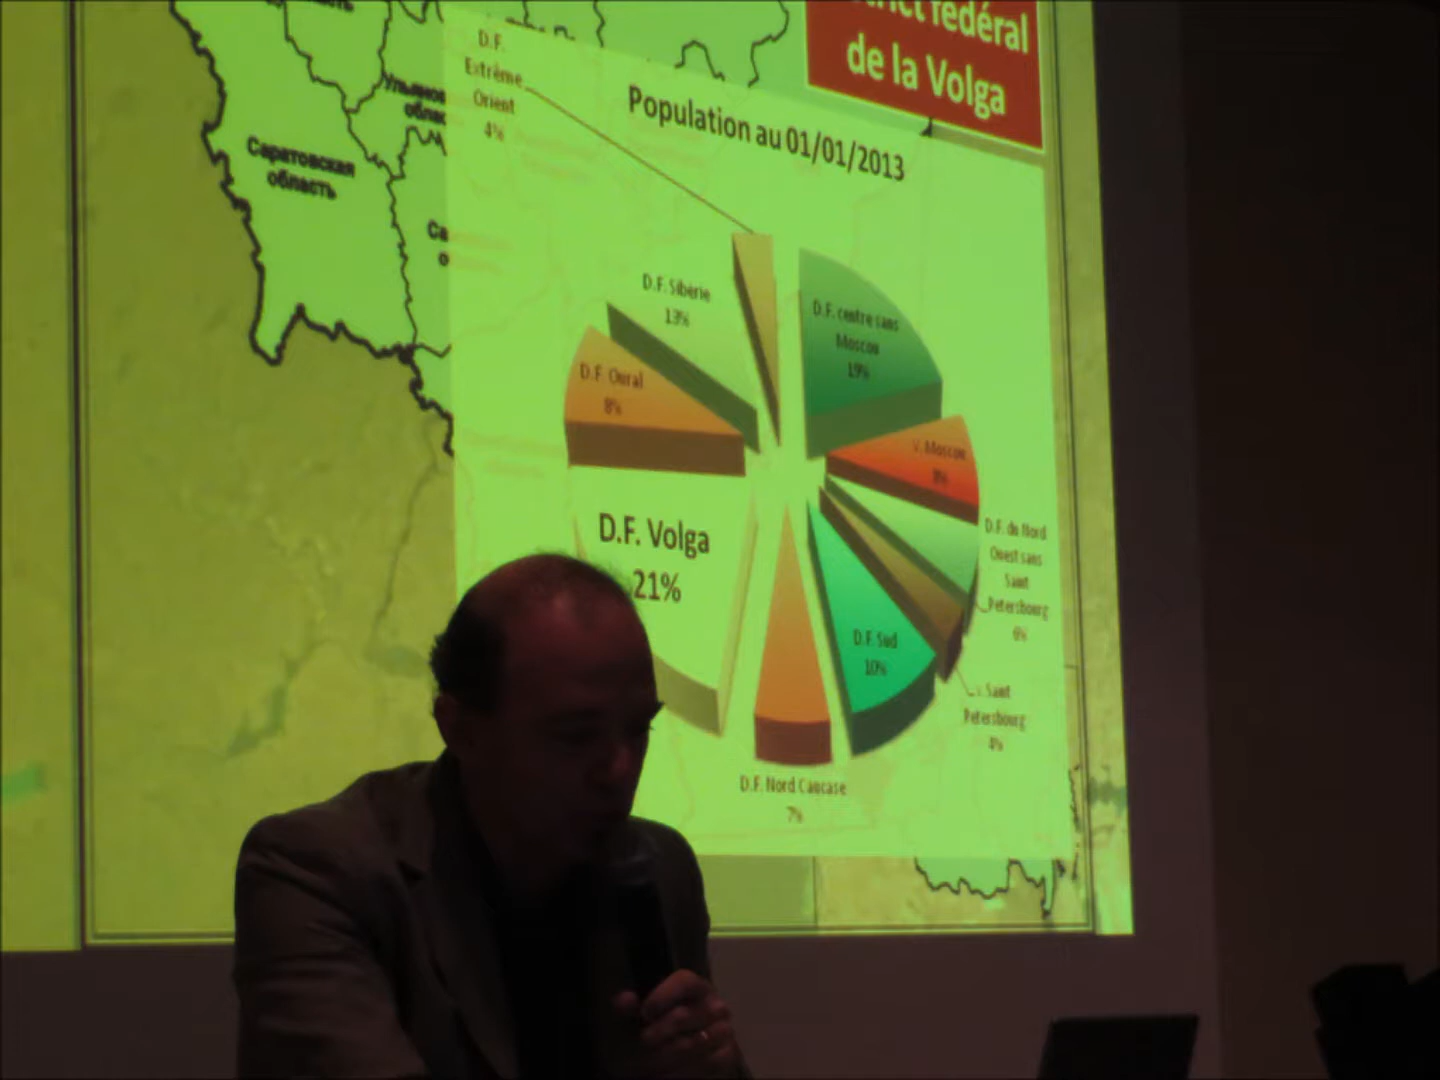 fédéral
de la Volga
Population au 01/01/2013
D.F.
Extrême
Orient
4%
Саратовская
область
D.F. Sibérie
13%
D.F. Oural
8%
D.F. centre sans
Moscou
19%
V. Moscou
8%
D.F. du Nord
Ouest sans
Saint
Petersbourg
6%
V. Saint
Petersbourg
4%
D.F. Sud
10%
D.F. Nord Caucase
7%
D.F. Volga
21%